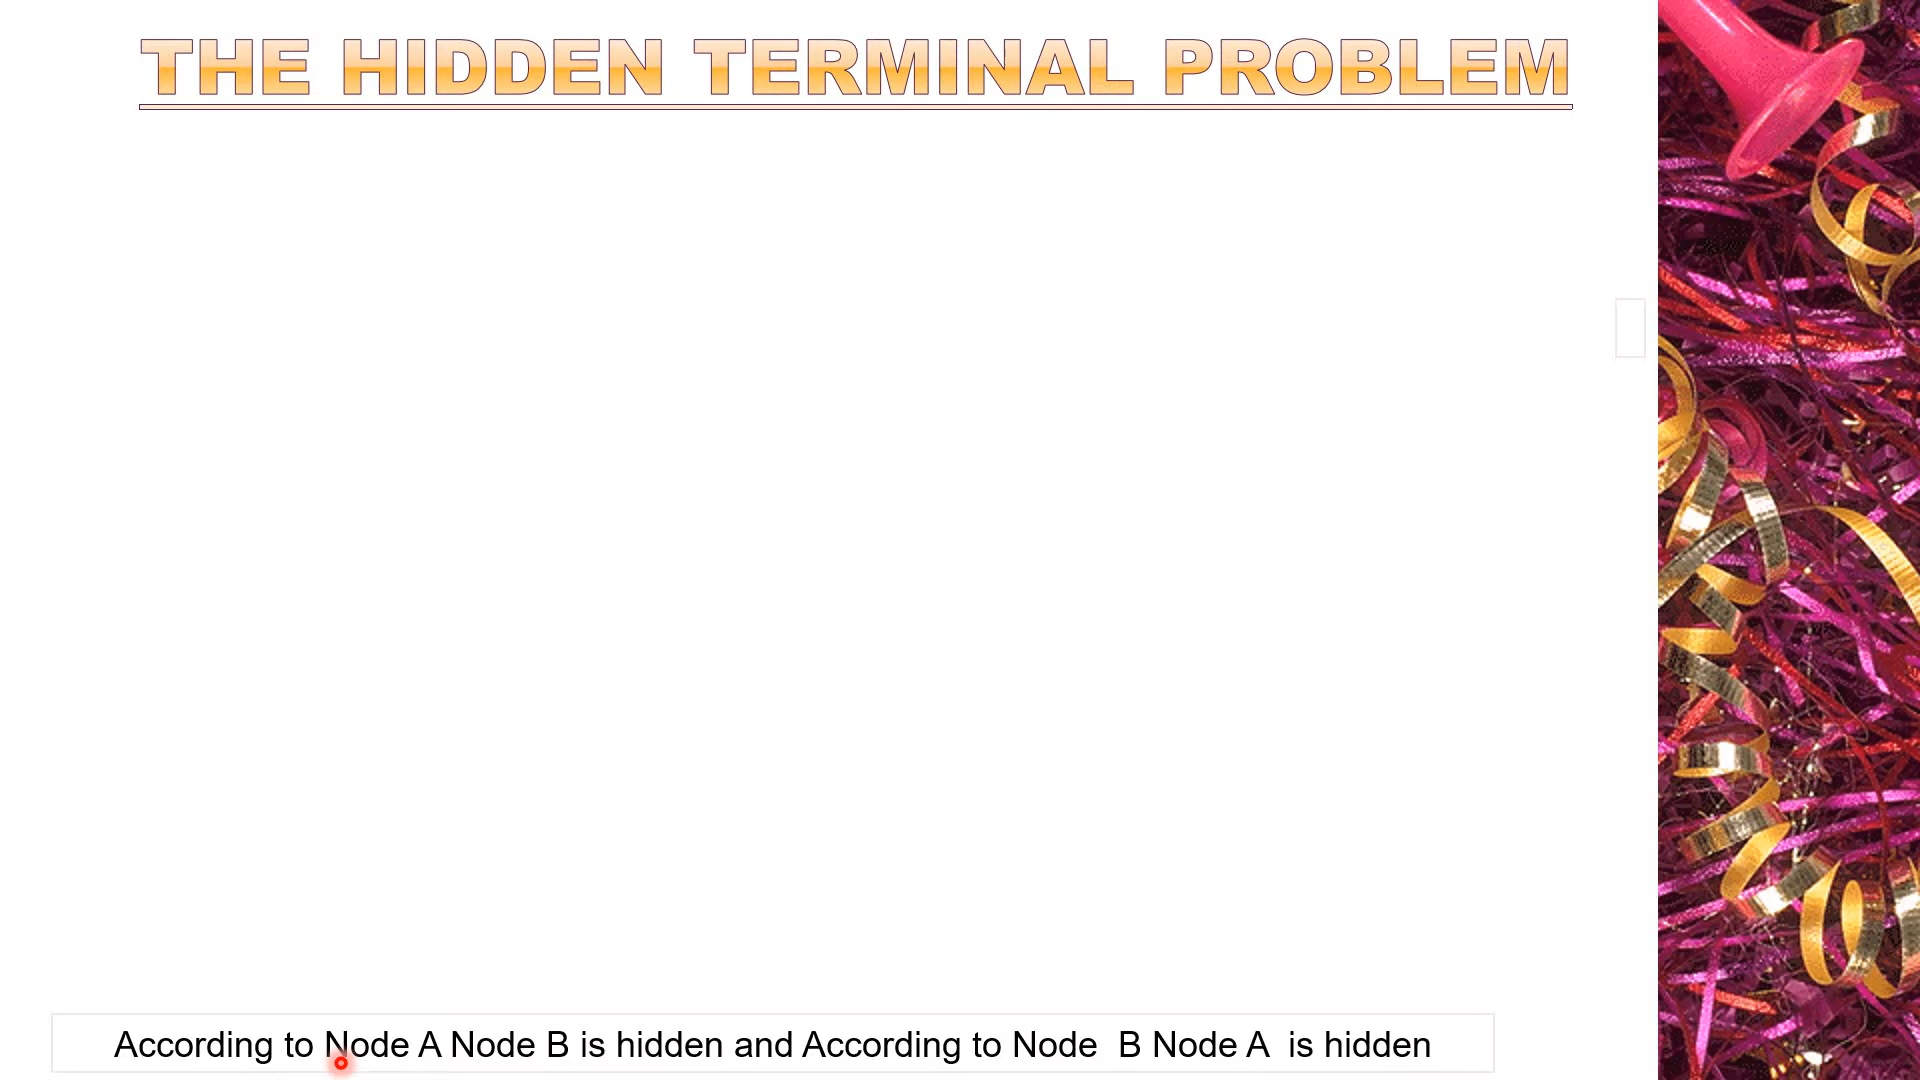 THE HIDDEN TERMINAL PROBLEM
According to Node A Node B is hidden and According to Node  B Node A  is hidden